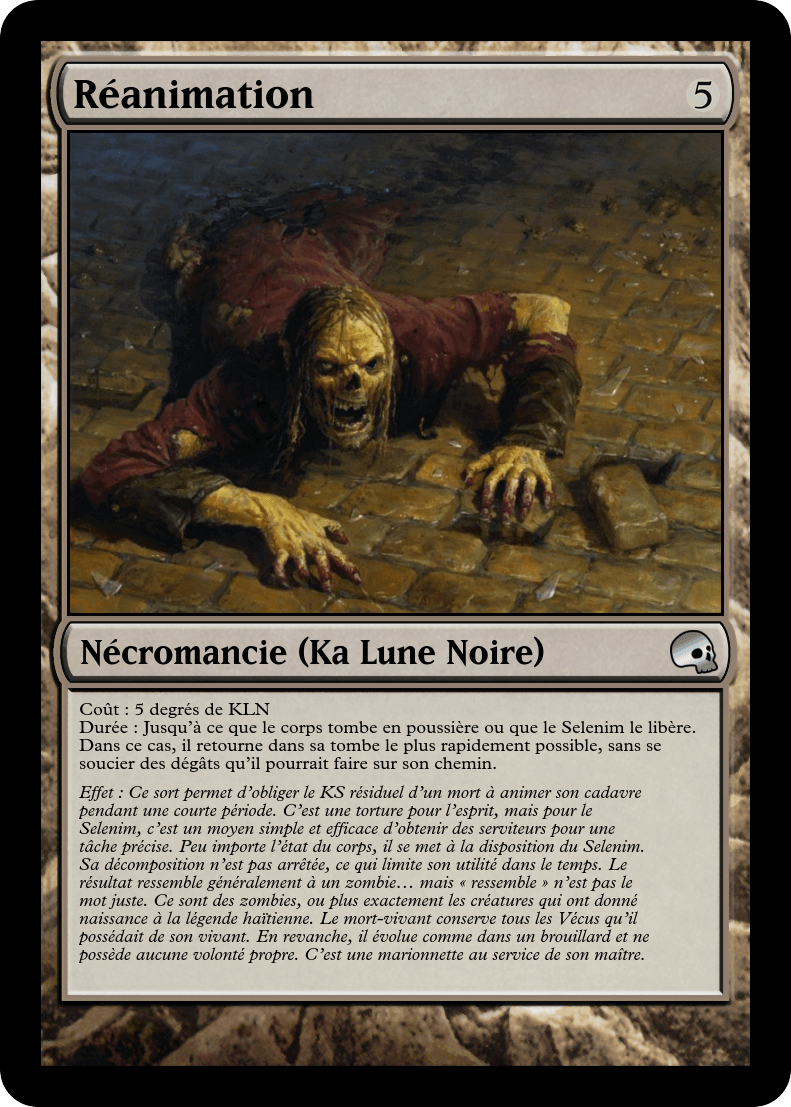 Réanimation
5
Nécromancie (Ka Lune Noire)
Coût : 5 degrés de KLN
Durée : Jusqu'à ce que le corps tombe en poussière ou que le Selenim le libère.
Dans ce cas, il retourne dans sa tombe le plus rapidement possible, sans se
soucier des dégâts qu'il pourrait faire sur son chemin.
Effet : Ce sort permet d'obliger le KS résiduel d'un mort à animer son cadavre
pendant une courte période. C'est une torture pour l'esprit, mais pour le
Selenim, c'est un moyen simple et efficace d'obtenir des serviteurs pour une
tâche précise. Peu importe l'état du corps, il se met à la disposition du Selenim.
Sa décomposition n'est pas arrêtée, ce qui limite son utilité dans le temps. Le
résultat ressemble généralement à un zombie… mais « ressemble » n'est pas le
mot juste. Ce sont des zombies, ou plus exactement les créatures qui ont donné
naissance à la légende haïtienne. Le mort-vivant conserve tous les Vécus qu'il
possédait de son vivant. En revanche, il évolue comme dans un brouillard et ne
possède aucune volonté propre. C'est une marionnette au service de son maître.